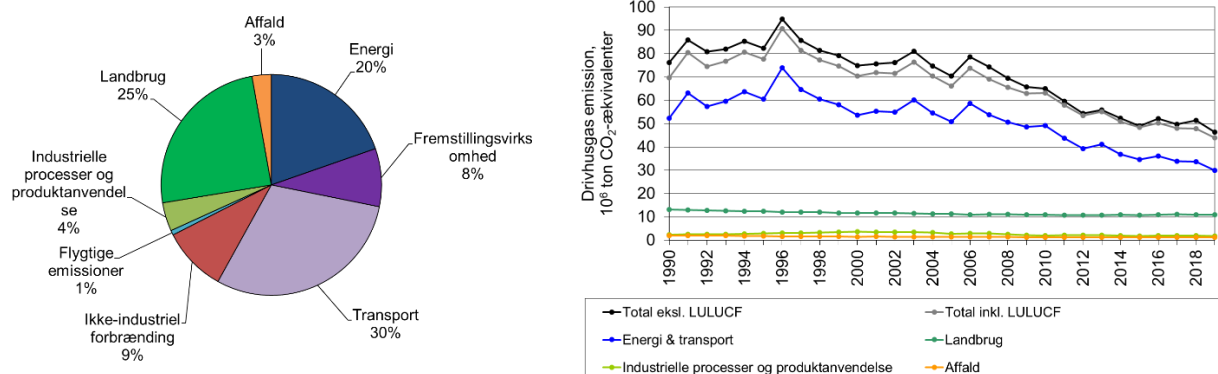 Affald
3%
Energi
20%
Landbrug
25%
Fremstillingsvirks
omhed
8%
Industrielle
processer og
produktanvendel
se
4%
Flygtige
emissioner
1%
Ikke-industriel
forbrænding
9%
Transport
30%
Drivhusgas emission,
10⁶ ton CO₂-ækvivalenter
100
90
80
70
60
50
40
30
20
10
0
1990
1992
1994
1996
1998
2000
2002
2004
2006
2008
2010
2012
2014
2016
2018
Total eksl. LULUCF
Total inkl. LULUCF
Energi & transport
Landbrug
Industrielle processer og produktanvendelse
Affald